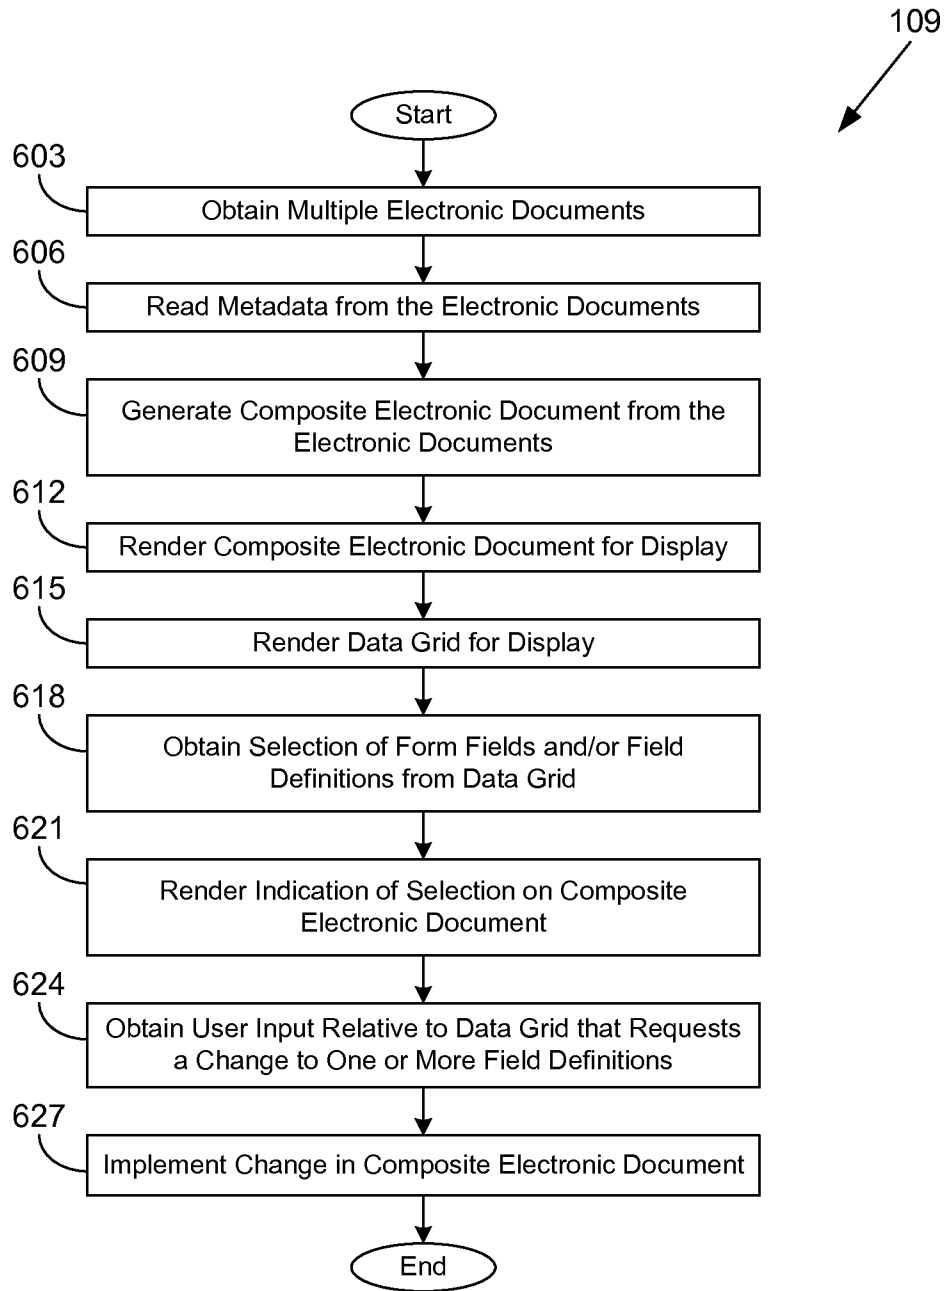 109
Start
603
Obtain Multiple Electronic Documents
606
Read Metadata from the Electronic Documents
609
Generate Composite Electronic Document from the
Electronic Documents
612
Render Composite Electronic Document for Display
615
Render Data Grid for Display
618
Obtain Selection of Form Fields and/or Field
Definitions from Data Grid
621
Render Indication of Selection on Composite
Electronic Document
624
Obtain User Input Relative to Data Grid that Requests
a Change to One or More Field Definitions
627
Implement Change in Composite Electronic Document
End